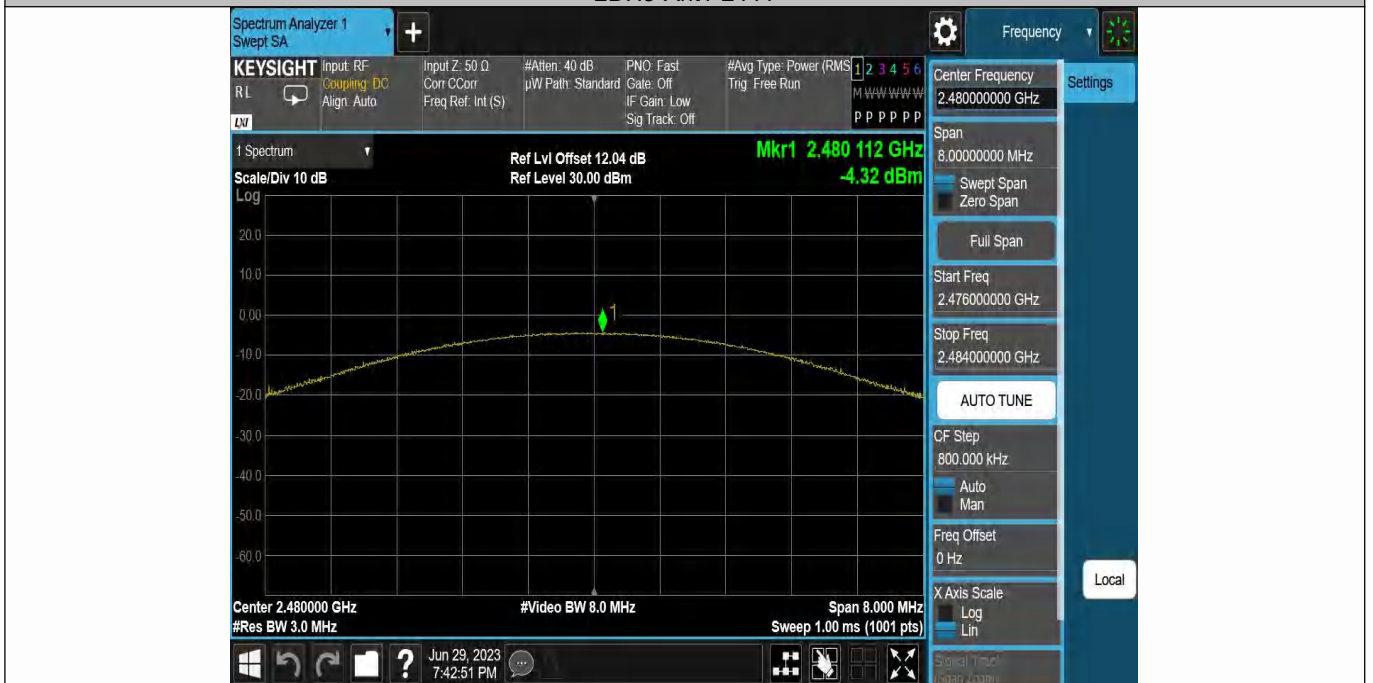 Spectrum Analyzer 1
Swept SA
+
Frequency
KEYSIGHT
RL
LXI
Input: RF
Coupling: DC
Align: Auto
Input Z: 50 Ω
Corr CCorr
Freq Ref: Int (S)
#Atten: 40 dB
µW Path: Standard
PNO: Fast
Gate: Off
IF Gain: Low
Sig Track: Off
#Avg Type: Power (RMS
Trig: Free Run
1 2 3 4 5 6
M W W W W W
P P P P P P
Center Frequency
2.480000000 GHz
Settings
Span
8.00000000 MHz
Swept Span
Zero Span
Full Span
Start Freq
2.476000000 GHz
Stop Freq
2.484000000 GHz
AUTO TUNE
CF Step
800.000 kHz
Auto
Man
Freq Offset
0 Hz
X Axis Scale
Log
Lin
Signal Track
(Span Zoom)
Local
1 Spectrum
Scale/Div 10 dB
Ref Lvl Offset 12.04 dB
Ref Level 30.00 dBm
Mkr1 2.480 112 GHz
-4.32 dBm
Log
20.0
10.0
0.00
-10.0
-20.0
-30.0
-40.0
-50.0
-60.0
1
Center 2.480000 GHz
#Res BW 3.0 MHz
#Video BW 8.0 MHz
Span 8.000 MHz
Sweep 1.00 ms (1001 pts)
?
Jun 29, 2023
7:42:51 PM